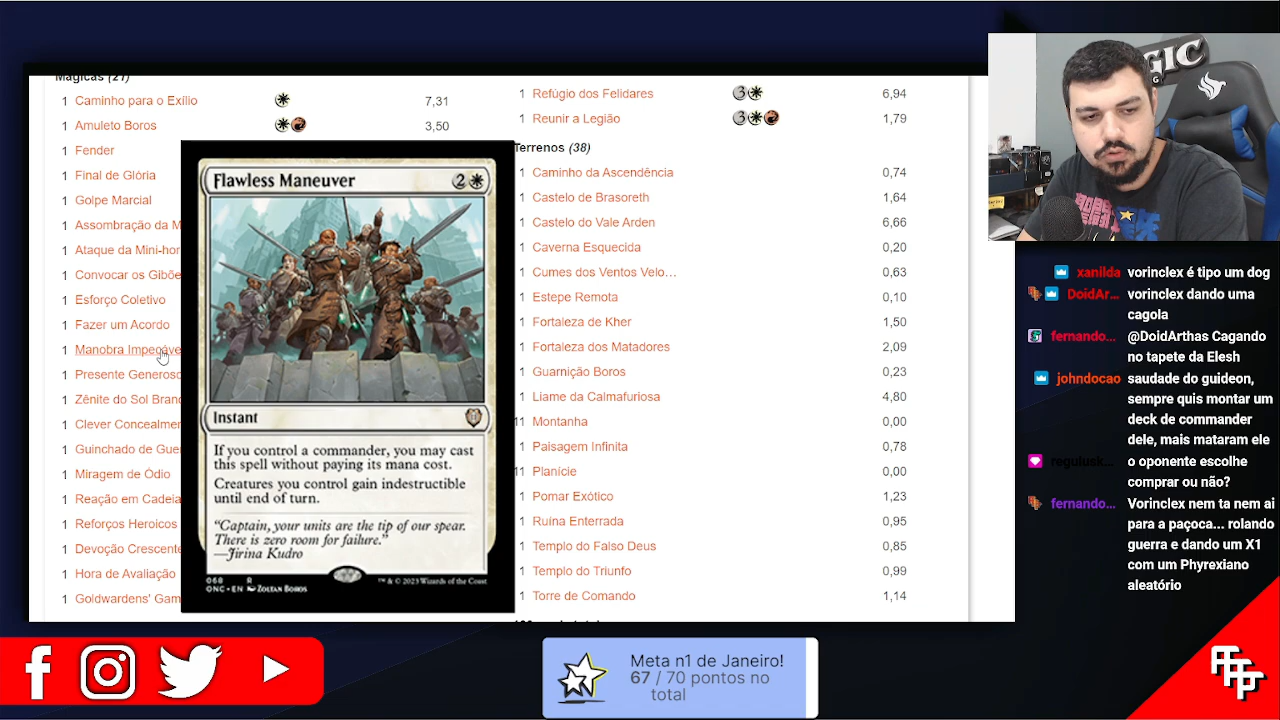 Mágicas (27)
1 Caminho para o Exílio 7,31
1 Amuleto Boros 3,50
1 Fender
1 Final de Glória
1 Golpe Marcial
1 Assombração da M
1 Ataque da Mini-hor
1 Convocar os Gibõe
1 Esforço Coletivo
1 Fazer um Acordo
1 Manobra Impecáve
1 Presente Generoso
1 Zênite do Sol Branc
1 Clever Concealmen
1 Guinchado de Gue
1 Miragem de Ódio
1 Reação em Cadeia
1 Reforços Heroicos
1 Devoção Crescente
1 Hora de Avaliação
1 Goldwardens' Gam
Flawless Maneuver 2
Instant
If you control a commander, you may cast
this spell without paying its mana cost.
Creatures you control gain indestructible
until end of turn.
"Captain, your units are the tip of our spear.
There is zero room for failure."
—Jirina Kudro
068 R
ONC • EN Zoltan Boros
™ & © 2023 Wizards of the Coast
1 Refúgio dos Felidares 3 6,94
1 Reunir a Legião 3 1,79
Terrenos (38)
1 Caminho da Ascendência 0,74
1 Castelo de Brasoreth 1,64
1 Castelo do Vale Arden 6,66
1 Caverna Esquecida 0,20
1 Cumes dos Ventos Velo... 0,63
1 Estepe Remota 0,10
1 Fortaleza de Kher 1,50
1 Fortaleza dos Matadores 2,09
1 Guarnição Boros 0,23
1 Liame da Calmafuriosa 4,80
11 Montanha 0,00
1 Paisagem Infinita 0,78
11 Planície 0,00
1 Pomar Exótico 1,23
1 Ruína Enterrada 0,95
1 Templo do Falso Deus 0,85
1 Templo do Triunfo 0,99
1 Torre de Comando 1,14
GIC
xanilda vorinclex é tipo um dog
DoidAr... vorinclex dando uma
cagola
fernando... @DoidArthas Cagando
no tapete da Elesh
johndocao saudade do guideon,
sempre quis montar um
deck de commander
dele, mais mataram ele
regulusk... o oponente escolhe
comprar ou não?
fernando... Vorinclex nem ta nem ai
para a paçoca... rolando
guerra e dando um X1
com um Phyrexiano
aleatório
Meta n1 de Janeiro!
67 / 70 pontos no
total